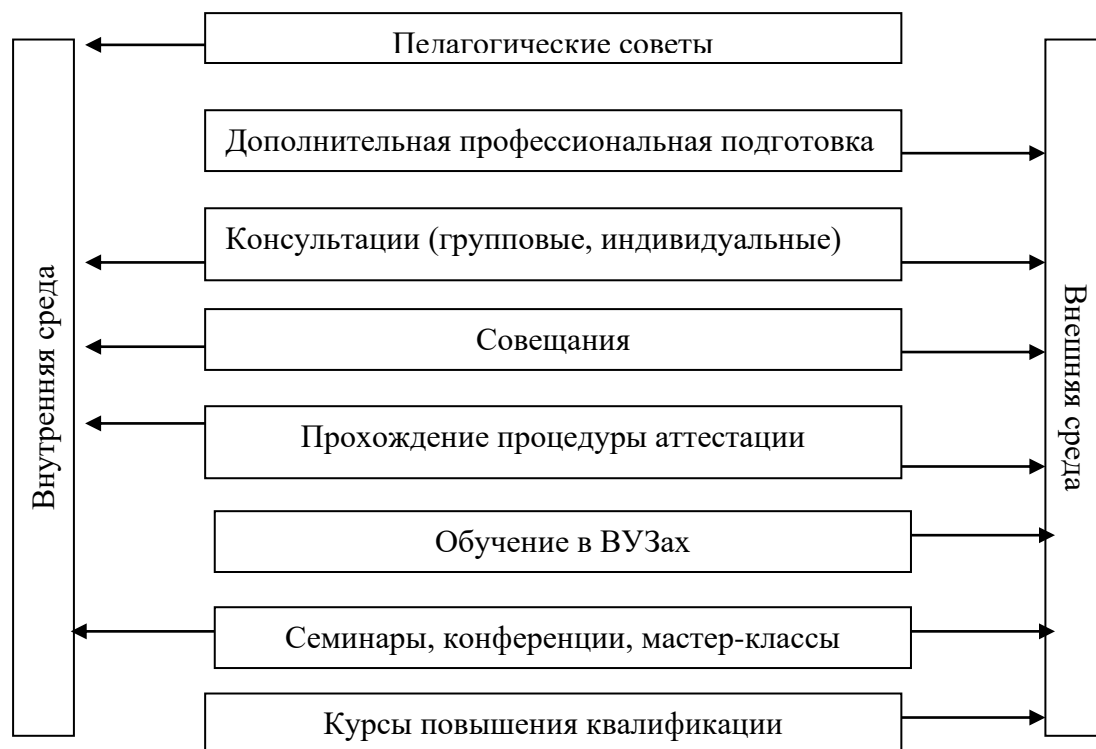 Педагогические советы
Дополнительная профессиональная подготовка
Консультации (групповые, индивидуальные)
Совещания
Прохождение процедуры аттестации
Обучение в ВУЗах
Семинары, конференции, мастер-классы
Курсы повышения квалификации
Внутренняя среда
Внешняя среда